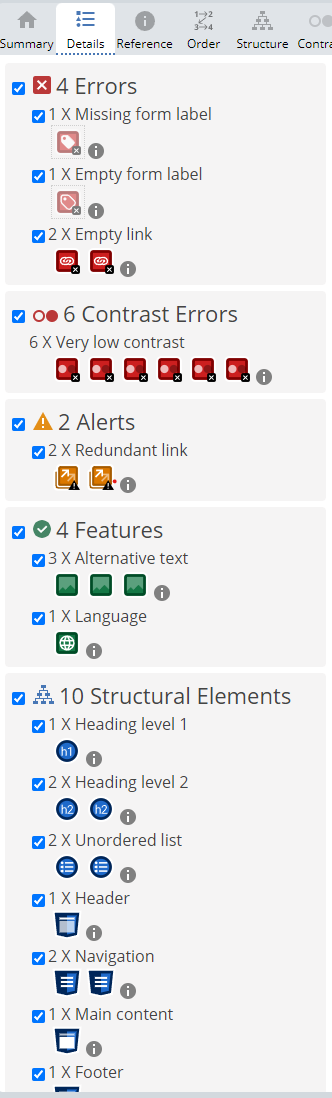 Summary Details Reference Order Structure Contra
4 Errors
1 X Missing form label
1 X Empty form label
2 X Empty link
6 Contrast Errors
6 X Very low contrast
2 Alerts
2 X Redundant link
4 Features
3 X Alternative text
1 X Language
10 Structural Elements
1 X Heading level 1
h1
2 X Heading level 2
h2 h2
2 X Unordered list
1 X Header
2 X Navigation
1 X Main content
1 X Footer